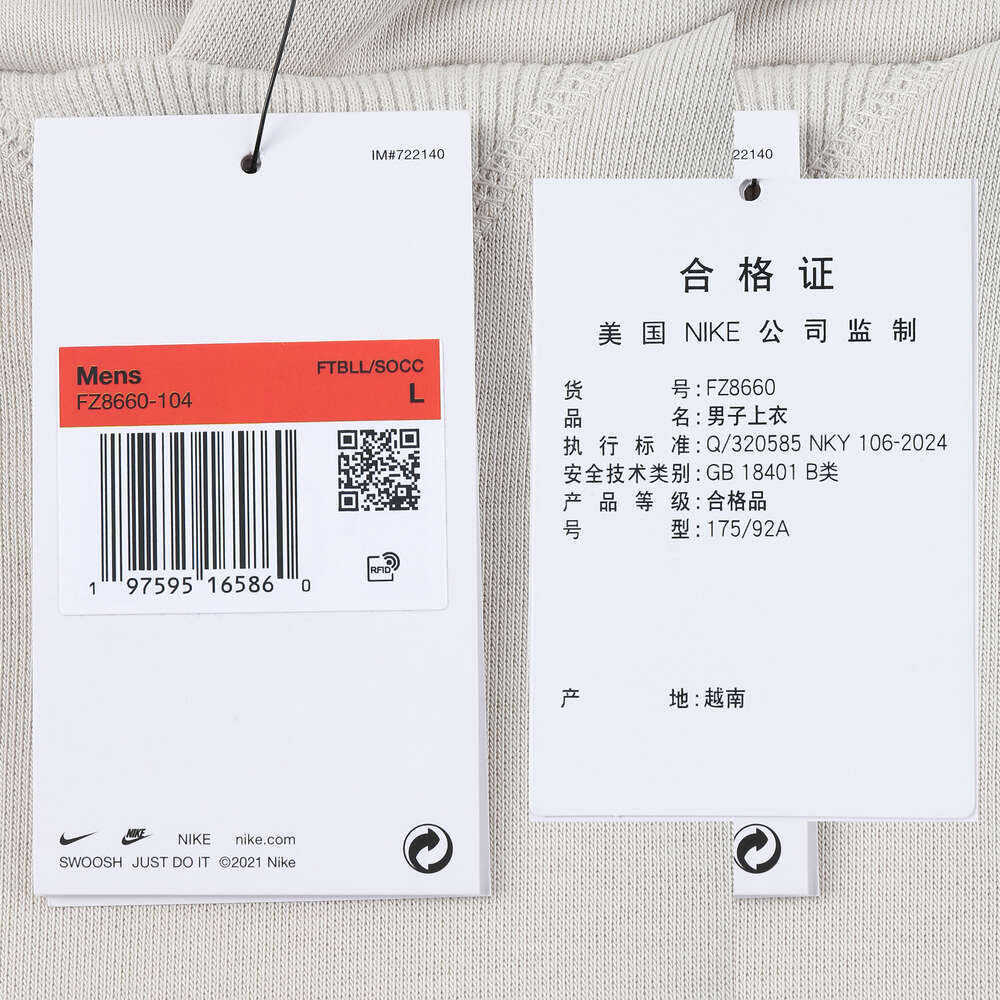 IM#722140
Mens
FTBLL/SOCC
FZ8660-104
L
RFID
1 97595 16586 0
NIKE
NIKE nike.com
SWOOSH JUST DO IT ©2021 Nike
22140
合格证
美国 NIKE 公司监制
货号:FZ8660
品名:男子上衣
执行标准:Q/320585 NKY 106-2024
安全技术类别:GB 18401 B类
产品等级:合格品
号型:175/92A
产地:越南